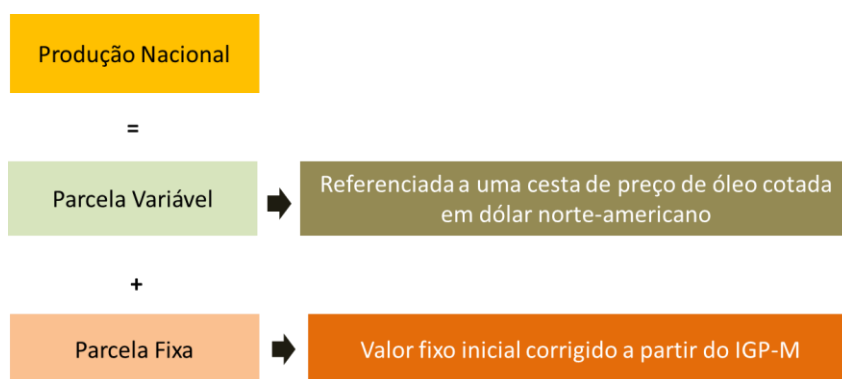 Produção Nacional
=
Parcela Variável
Referenciada a uma cesta de preço de óleo cotada
em dólar norte-americano
+
Parcela Fixa
Valor fixo inicial corrigido a partir do IGP-M